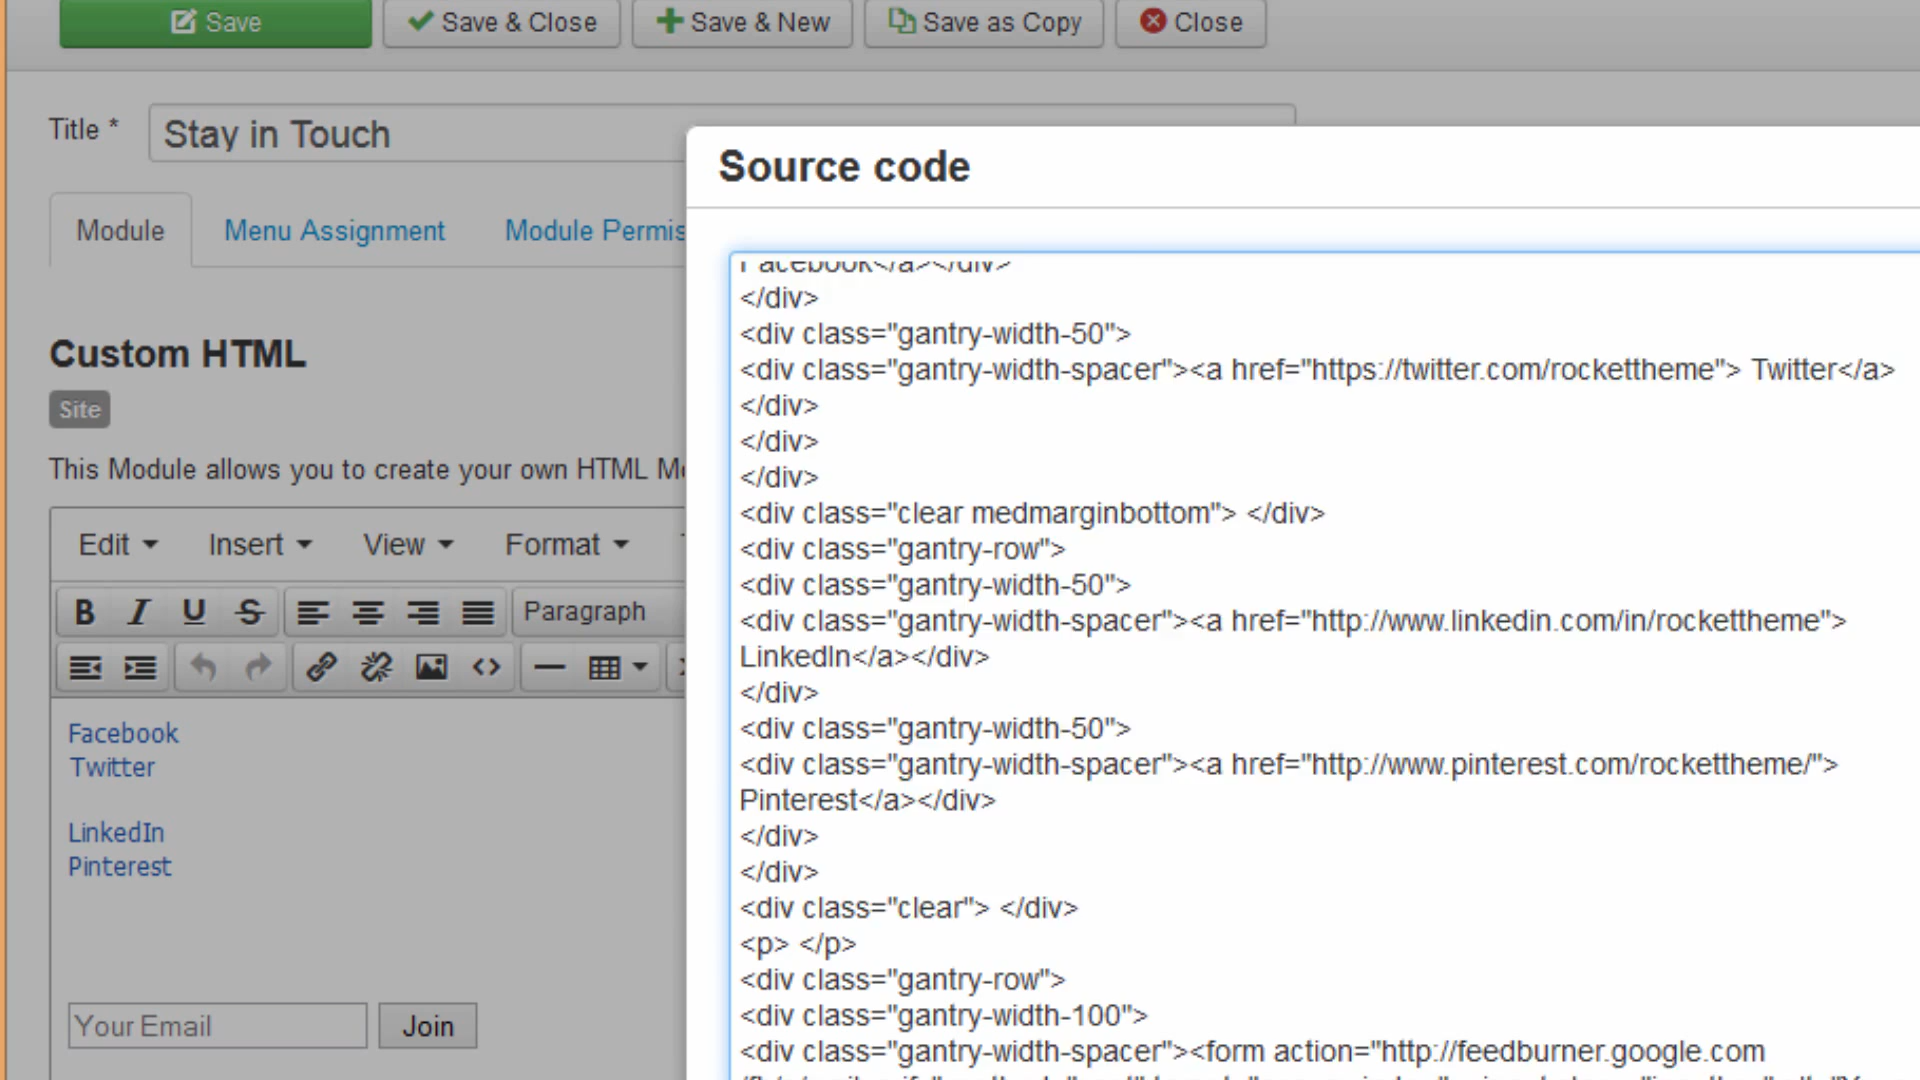 Save
Save & Close
Save & New
Save as Copy
Close
Title *
Stay in Touch
Module
Menu Assignment
Module Permis
Custom HTML
Site
This Module allows you to create your own HTML
Edit
Insert
View
Format
B I U S
Paragraph
Facebook
Twitter
LinkedIn
Pinterest
Your Email
Join
Source code
Facebook</a></div>
</div>
<div class="gantry-width-50">
<div class="gantry-width-spacer"><a href="https://twitter.com/rockettheme"> Twitter</a>
</div>
</div>
</div>
<div class="clear medmarginbottom"> </div>
<div class="gantry-row">
<div class="gantry-width-50">
<div class="gantry-width-spacer"><a href="http://www.linkedin.com/in/rockettheme">
LinkedIn</a></div>
</div>
<div class="gantry-width-50">
<div class="gantry-width-spacer"><a href="http://www.pinterest.com/rockettheme/">
Pinterest</a></div>
</div>
</div>
<div class="clear"> </div>
<p> </p>
<div class="gantry-row">
<div class="gantry-width-100">
<div class="gantry-width-spacer"><form action="http://feedburner.google.com